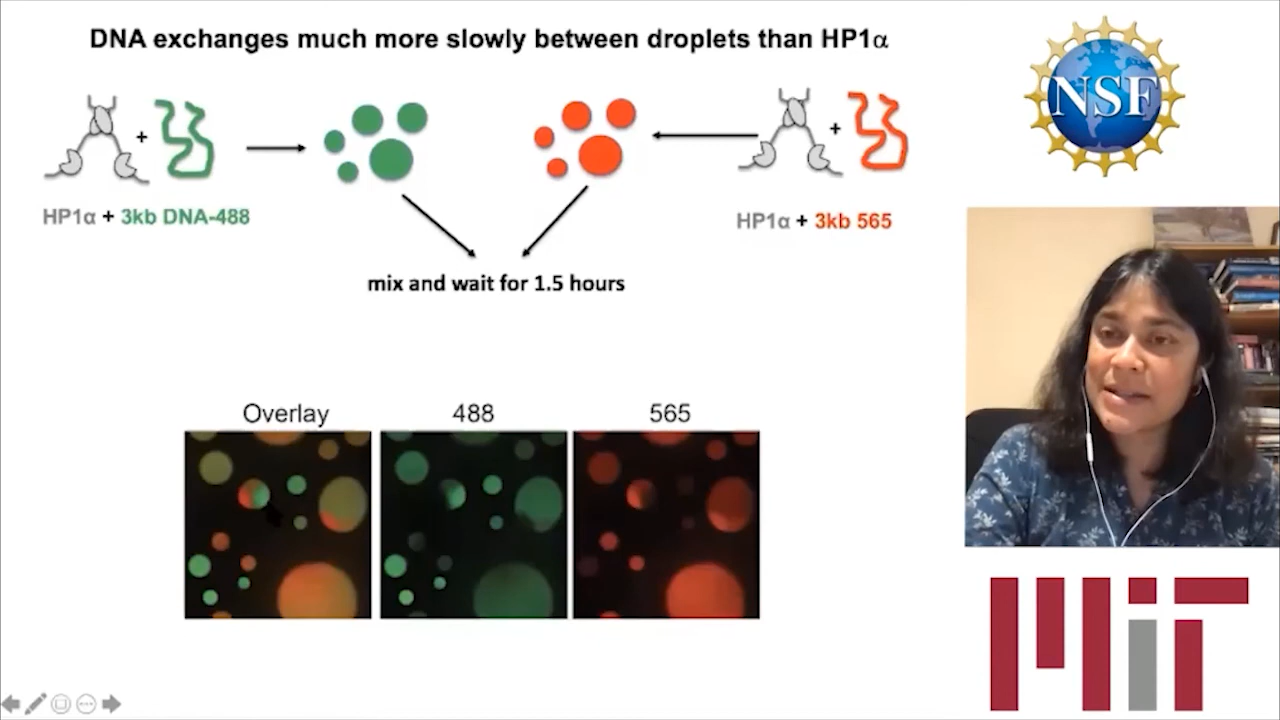 DNA exchanges much more slowly between droplets than HP1α
NSF
+
+
HP1α + 3kb DNA-488
HP1α + 3kb 565
mix and wait for 1.5 hours
Overlay
488
565
MIT